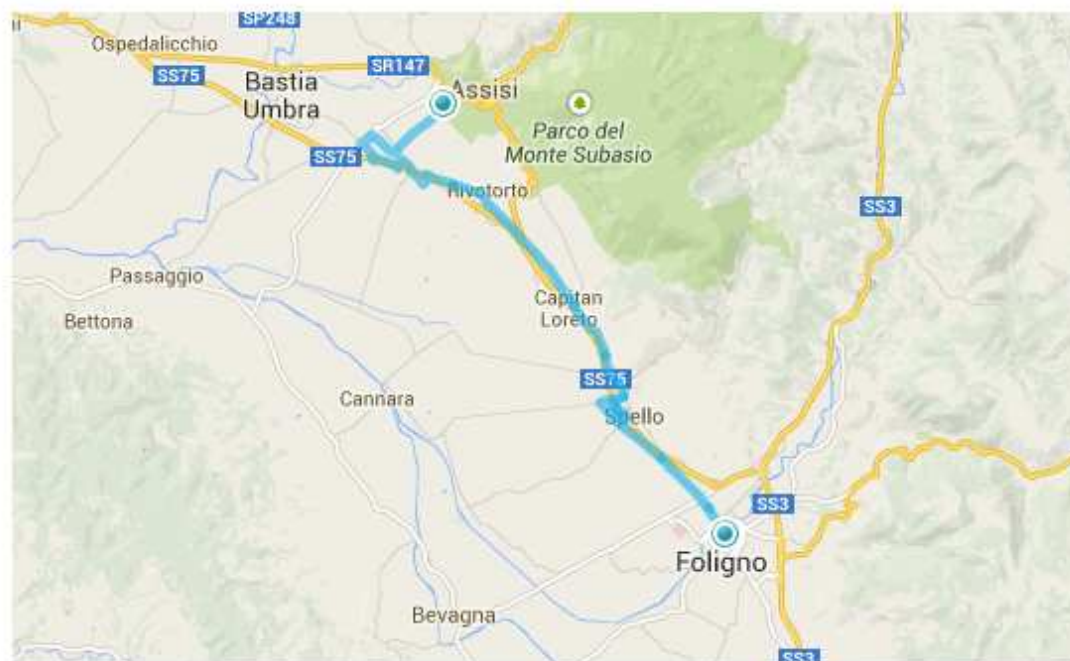 ni
SP248
Ospedalicchio
SR147
SS75
Bastia
Umbra
Assisi
Parco del
Monte Subasio
SS75
Rivotorto
SS3
Passaggio
Bettona
Capitan
Loreto
SS75
Cannara
Spello
SS3
Foligno
Bevagna
SS3